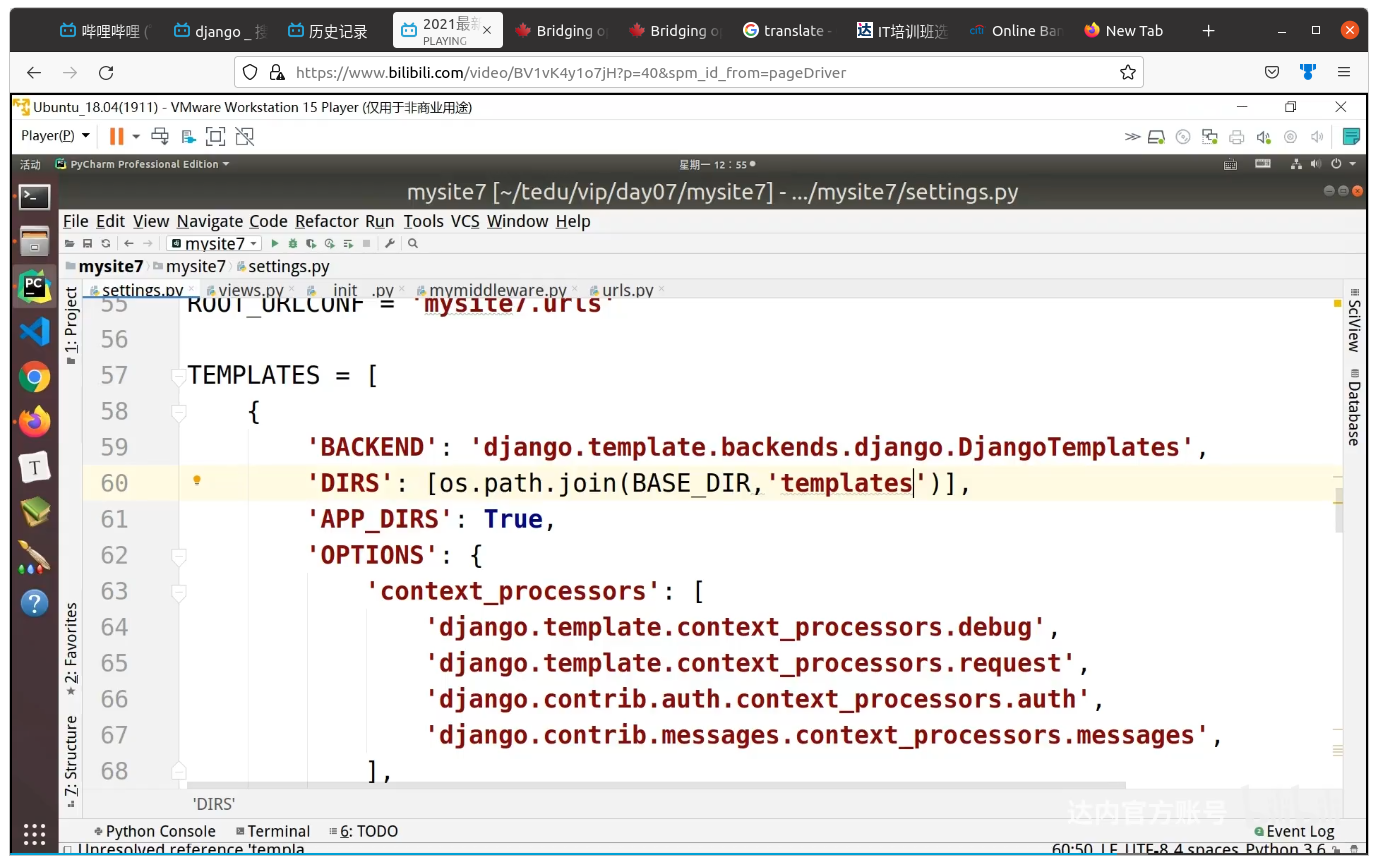 哔哩哔哩 (
django _ 搜
历史记录
2021最新
PLAYING
Bridging
Bridging
translate -
IT培训班选
Online Ban
New Tab
https://www.bilibili.com/video/BV1vK4y1o7jH?p=40&spm_id_from=pageDriver
Ubuntu_18.04(1911) - VMware Workstation 15 Player (仅用于非商业用途)
Player(P)
活动
PyCharm Professional Edition
星期一 12：55
mysite7 [~/tedu/vip/day07/mysite7] - .../mysite7/settings.py
File Edit View Navigate Code Refactor Run Tools VCS Window Help
mysite7
mysite7 mysite7 settings.py
settings.py views.py __init__.py mymiddleware.py urls.py
1: Project
SciView
Database
2: Favorites
7: Structure
55 ROOT_URLCONF = 'mysite7.urls'
56
57 TEMPLATES = [
58 {
59 'BACKEND': 'django.template.backends.django.DjangoTemplates',
60 'DIRS': [os.path.join(BASE_DIR,'templates')],
61 'APP_DIRS': True,
62 'OPTIONS': {
63 'context_processors': [
64 'django.template.context_processors.debug',
65 'django.template.context_processors.request',
66 'django.contrib.auth.context_processors.auth',
67 'django.contrib.messages.context_processors.messages',
68 ],
'DIRS'
达内官方账号
Python Console Terminal 6: TODO Event Log
Unresolved reference 'templa
60:50 LF UTF-8 4 spaces Python 3.6